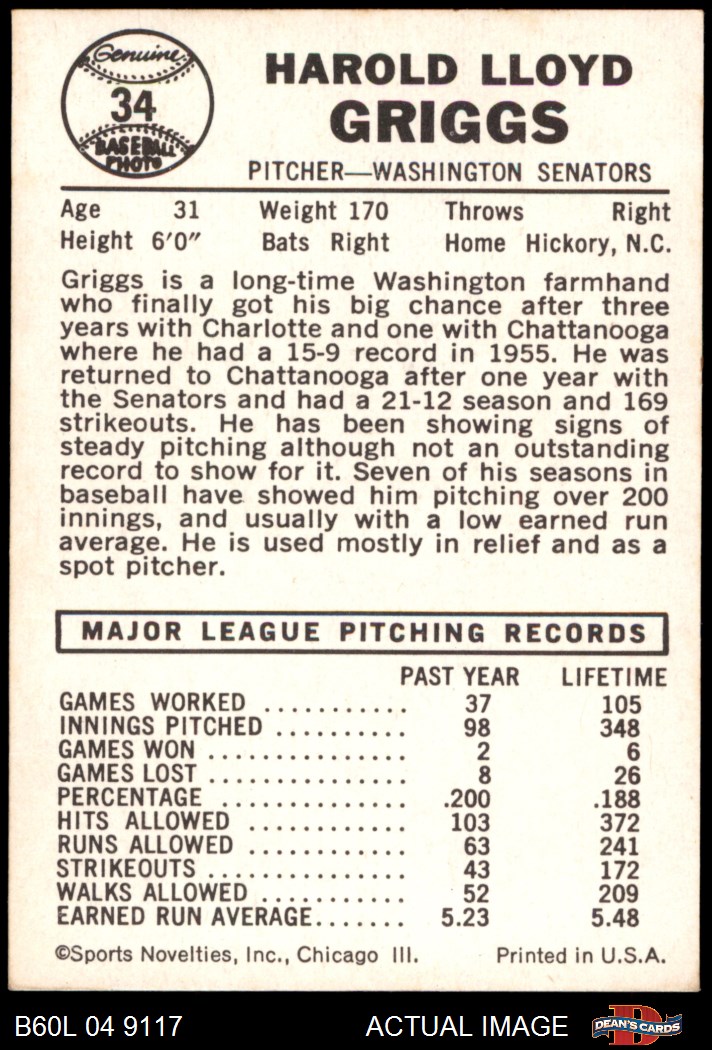 Genuine
34
BASEBALL
PHOTO
HAROLD LLOYD
GRIGGS
PITCHER—WASHINGTON SENATORS
Age 31 Weight 170 Throws Right
Height 6'0" Bats Right Home Hickory, N.C.
Griggs is a long-time Washington farmhand
who finally got his big chance after three
years with Charlotte and one with Chattanooga
where he had a 15-9 record in 1955. He was
returned to Chattanooga after one year with
the Senators and had a 21-12 season and 169
strikeouts. He has been showing signs of
steady pitching although not an outstanding
record to show for it. Seven of his seasons in
baseball have showed him pitching over 200
innings, and usually with a low earned run
average. He is used mostly in relief and as a
spot pitcher.
MAJOR LEAGUE PITCHING RECORDS
PAST YEAR LIFETIME
GAMES WORKED ........... 37 105
INNINGS PITCHED .......... 98 348
GAMES WON ............... 2 6
GAMES LOST ............... 8 26
PERCENTAGE .............. .200 .188
HITS ALLOWED ............ 103 372
RUNS ALLOWED ............ 63 241
STRIKEOUTS ............... 43 172
WALKS ALLOWED ........... 52 209
EARNED RUN AVERAGE....... 5.23 5.48
©Sports Novelties, Inc., Chicago Ill. Printed in U.S.A.
B60L 04 9117 ACTUAL IMAGE D DEAN'S CARDS